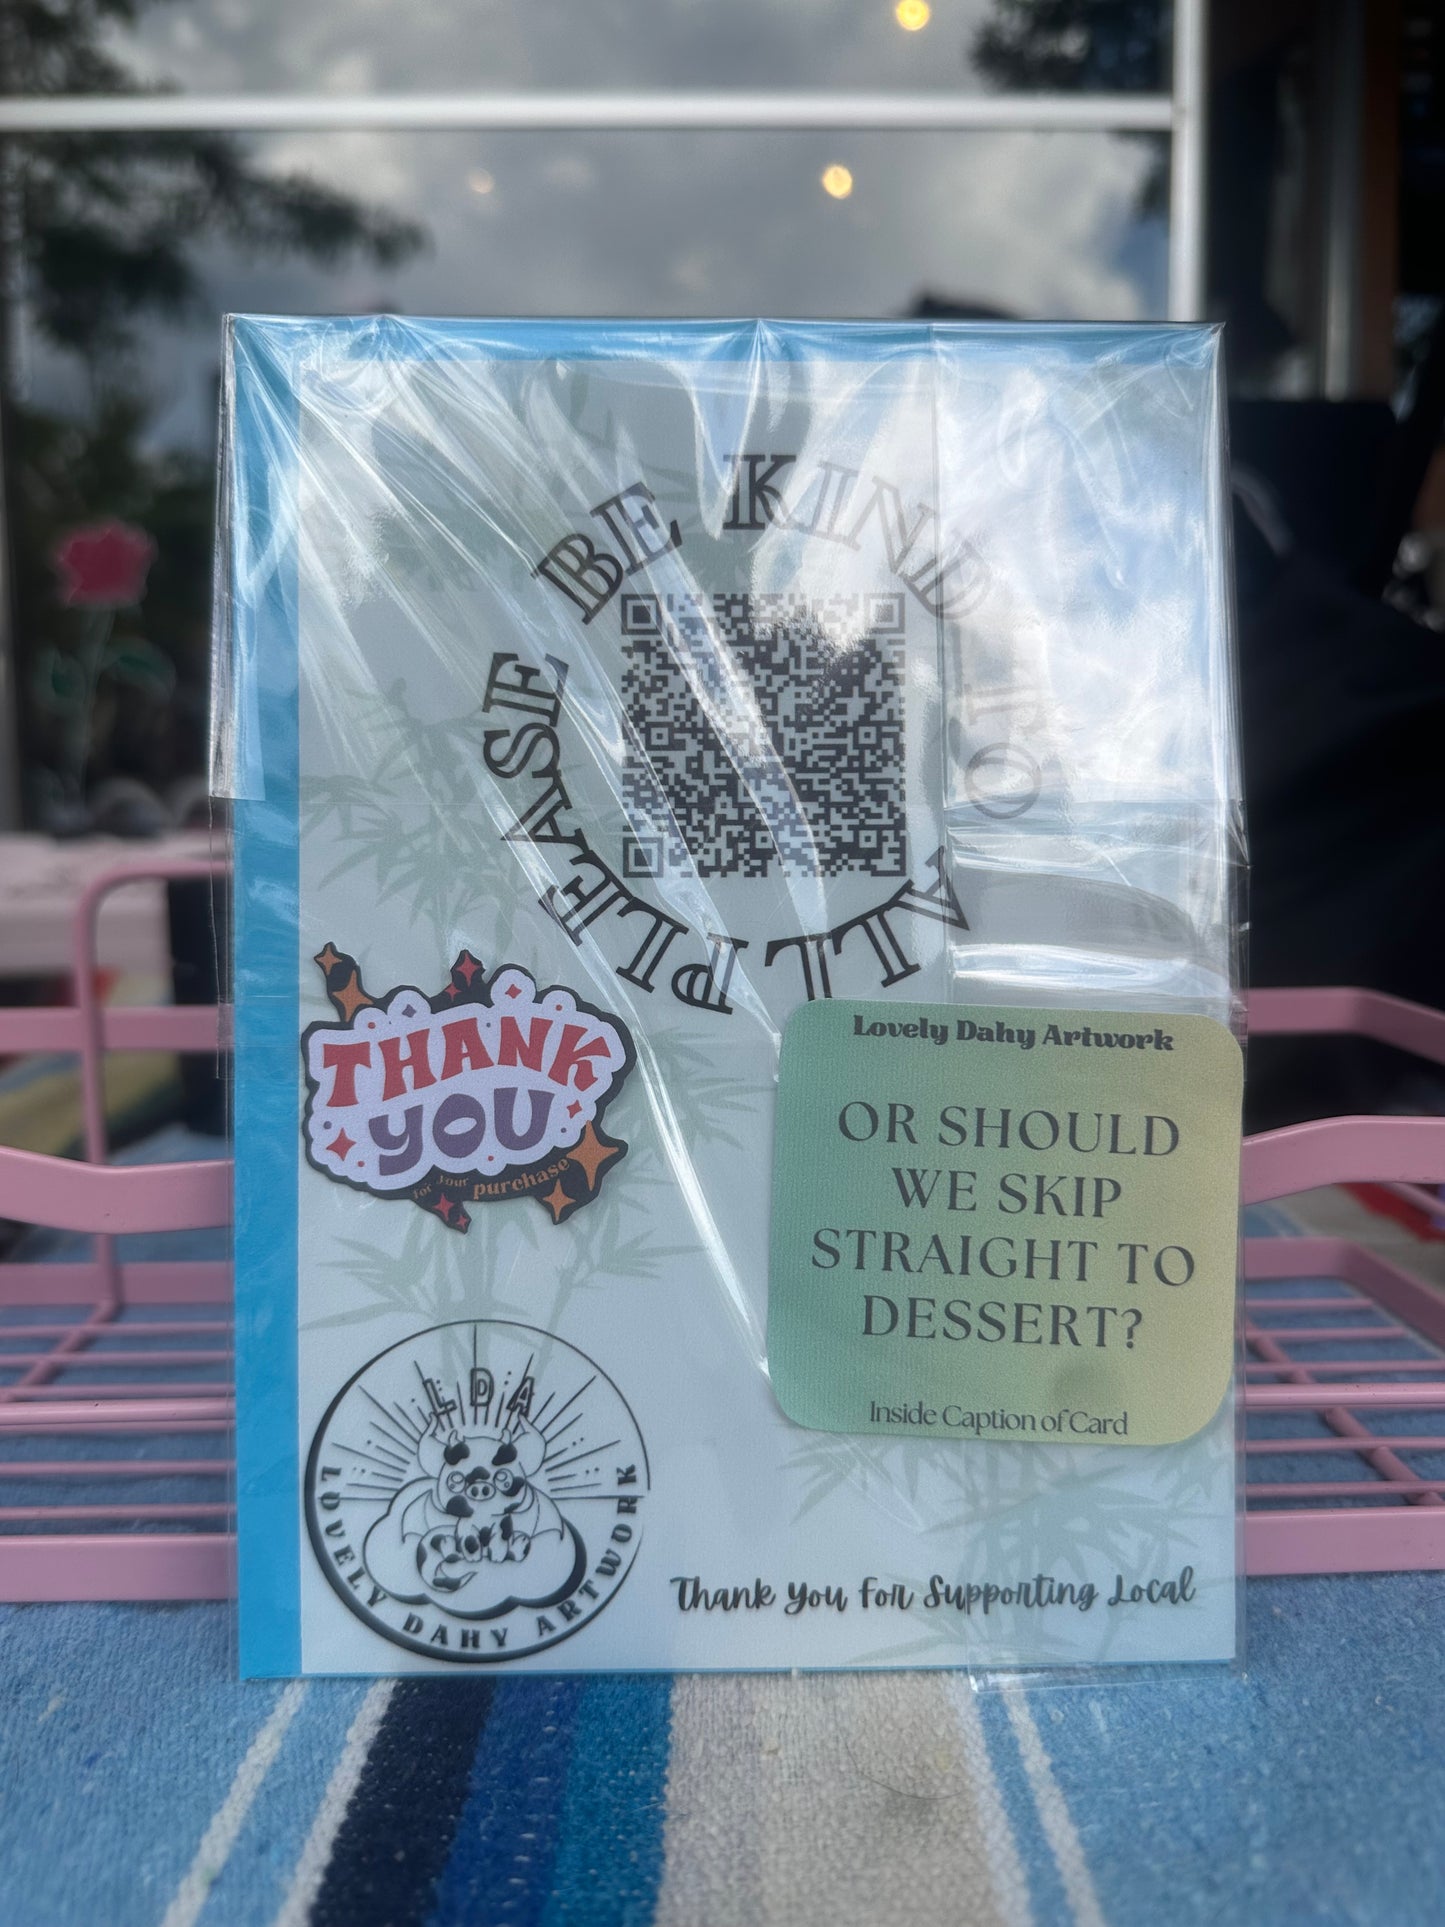 PLEASE BE KIND TO ALL
THANK
YOU
for your purchase
Lovely Dahy Artwork
OR SHOULD
WE SKIP
STRAIGHT TO
DESSERT?
Inside Caption of Card
LDA
LOVELY DAHY ARTWORK
Thank You For Supporting Local